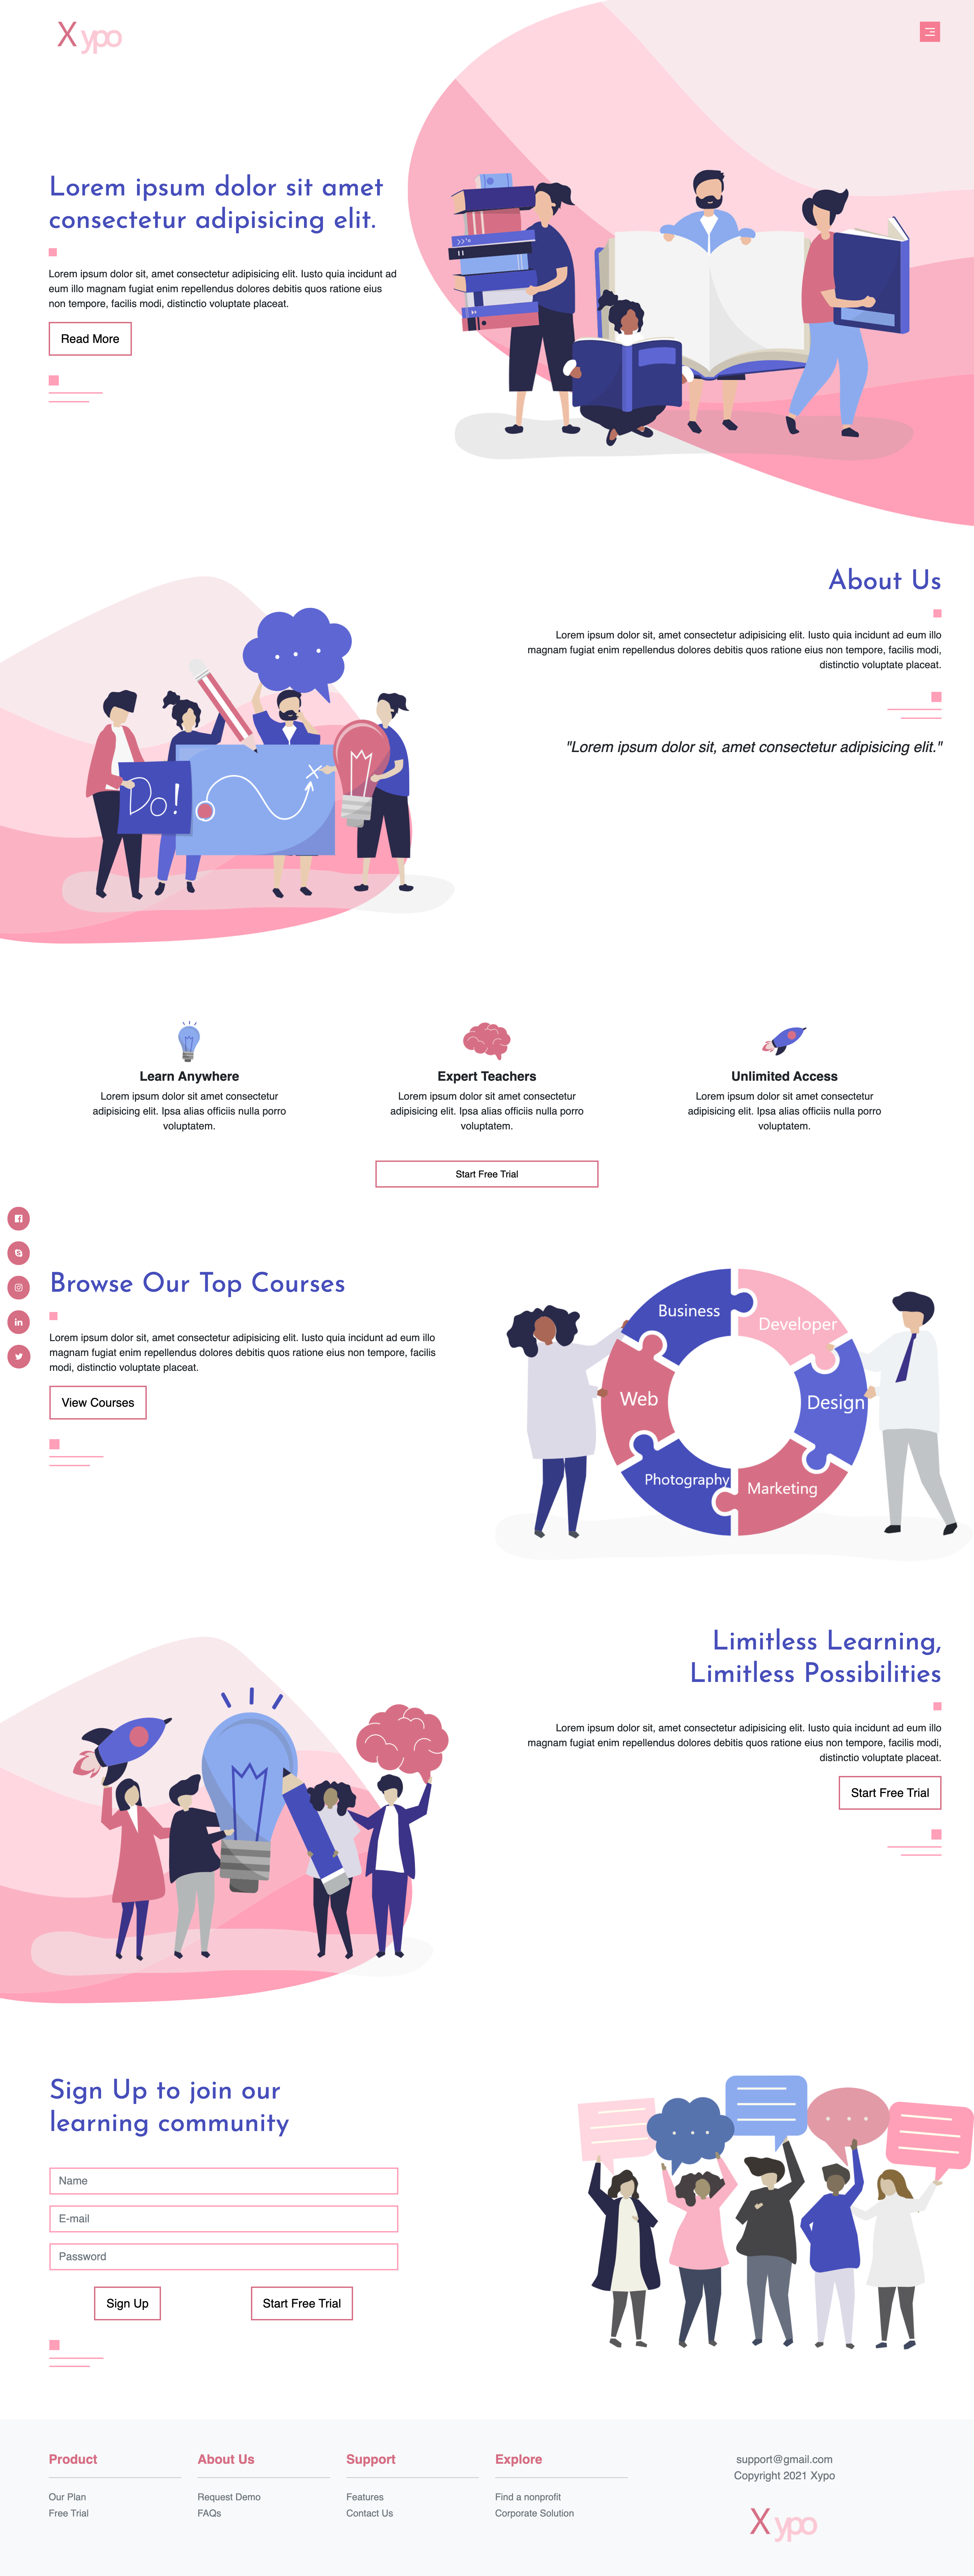 Xypo
Lorem ipsum dolor sit amet
consectetur adipisicing elit.
Lorem ipsum dolor sit, amet consectetur adipisicing elit. Iusto quia incidunt ad
eum illo magnam fugiat enim repellendus dolores debitis quos ratione eius
non tempore, facilis modi, distinctio voluptate placeat.
Read More
About Us
Lorem ipsum dolor sit, amet consectetur adipisicing elit. Iusto quia incidunt ad eum illo
magnam fugiat enim repellendus dolores debitis quos ratione eius non tempore, facilis modi,
distinctio voluptate placeat.
"Lorem ipsum dolor sit, amet consectetur adipisicing elit."
Do!
X
Learn Anywhere
Lorem ipsum dolor sit amet consectetur
adipisicing elit. Ipsa alias officiis nulla porro
voluptatem.
Expert Teachers
Lorem ipsum dolor sit amet consectetur
adipisicing elit. Ipsa alias officiis nulla porro
voluptatem.
Unlimited Access
Lorem ipsum dolor sit amet consectetur
adipisicing elit. Ipsa alias officiis nulla porro
voluptatem.
Start Free Trial
Browse Our Top Courses
Lorem ipsum dolor sit, amet consectetur adipisicing elit. Iusto quia incidunt ad eum illo
magnam fugiat enim repellendus dolores debitis quos ratione eius non tempore, facilis
modi, distinctio voluptate placeat.
View Courses
Business
Developer
Web
Design
Photography
Marketing
Limitless Learning,
Limitless Possibilities
Lorem ipsum dolor sit, amet consectetur adipisicing elit. Iusto quia incidunt ad eum illo
magnam fugiat enim repellendus dolores debitis quos ratione eius non tempore, facilis modi,
distinctio voluptate placeat.
Start Free Trial
Sign Up to join our
learning community
Name
E-mail
Password
Sign Up
Start Free Trial
Product
Our Plan
Free Trial
About Us
Request Demo
FAQs
Support
Features
Contact Us
Explore
Find a nonprofit
Corporate Solution
support@gmail.com
Copyright 2021 Xypo
Xypo